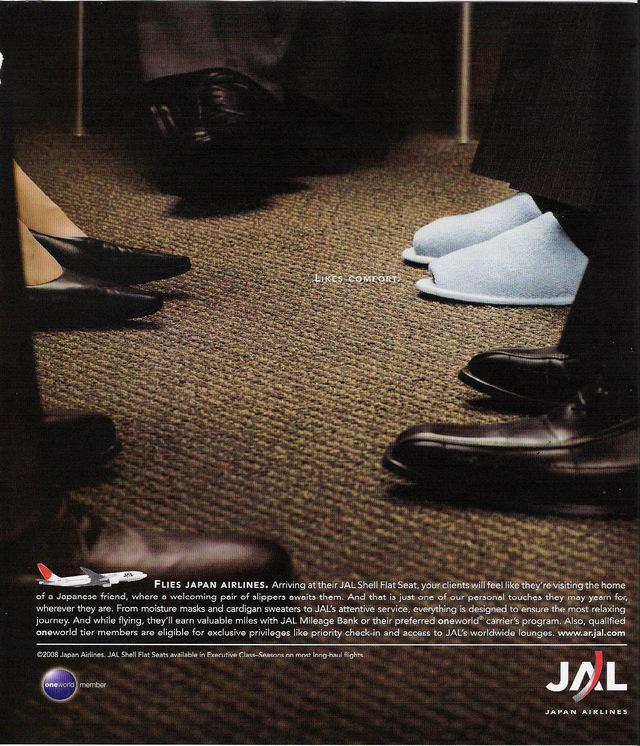 LIKES COMFORT.
FLIES JAPAN AIRLINES. Arriving at their JAL Shell Flat Seat, your clients will feel like they're visiting the home
of a Japanese friend, where a welcoming pair of slippers awaits them. And that is just one of our personal touches they may yearn for,
wherever they are. From moisture masks and cardigan sweaters to JAL's attentive service, everything is designed to ensure the most relaxing
journey. And while flying, they'll earn valuable miles with JAL Mileage Bank or their preferred oneworld® carrier's program. Also, qualified
oneworld tier members are eligible for exclusive privileges like priority check-in and access to JAL's worldwide lounges. www.ar.jal.com
©2008 Japan Airlines. JAL Shell Flat Seats available in Executive Class–Seasons on most long-haul flights.
oneworld member
JAL
JAPAN AIRLINES